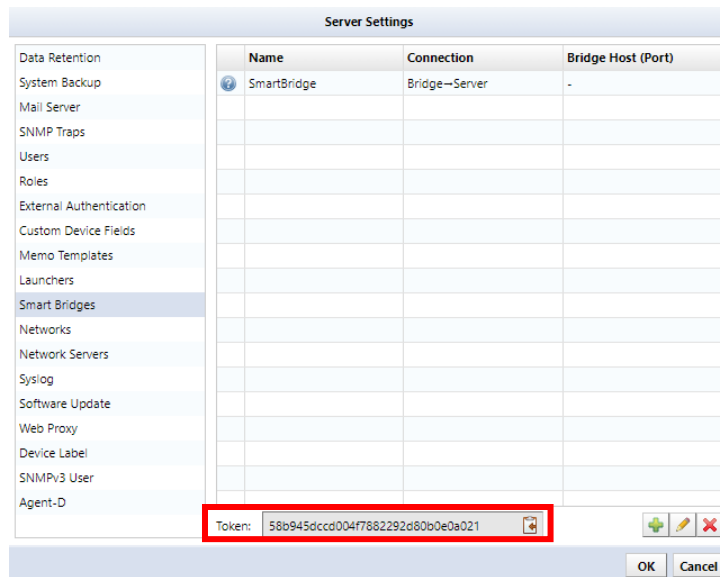 Server Settings
Data Retention
System Backup
Mail Server
SNMP Traps
Users
Roles
External Authentication
Custom Device Fields
Memo Templates
Launchers
Smart Bridges
Networks
Network Servers
Syslog
Software Update
Web Proxy
Device Label
SNMPv3 User
Agent-D
Name Connection Bridge Host (Port)
SmartBridge Bridge→Server -
Token: 58b945dccd004f7882292d80b0e0a021
OK Cancel